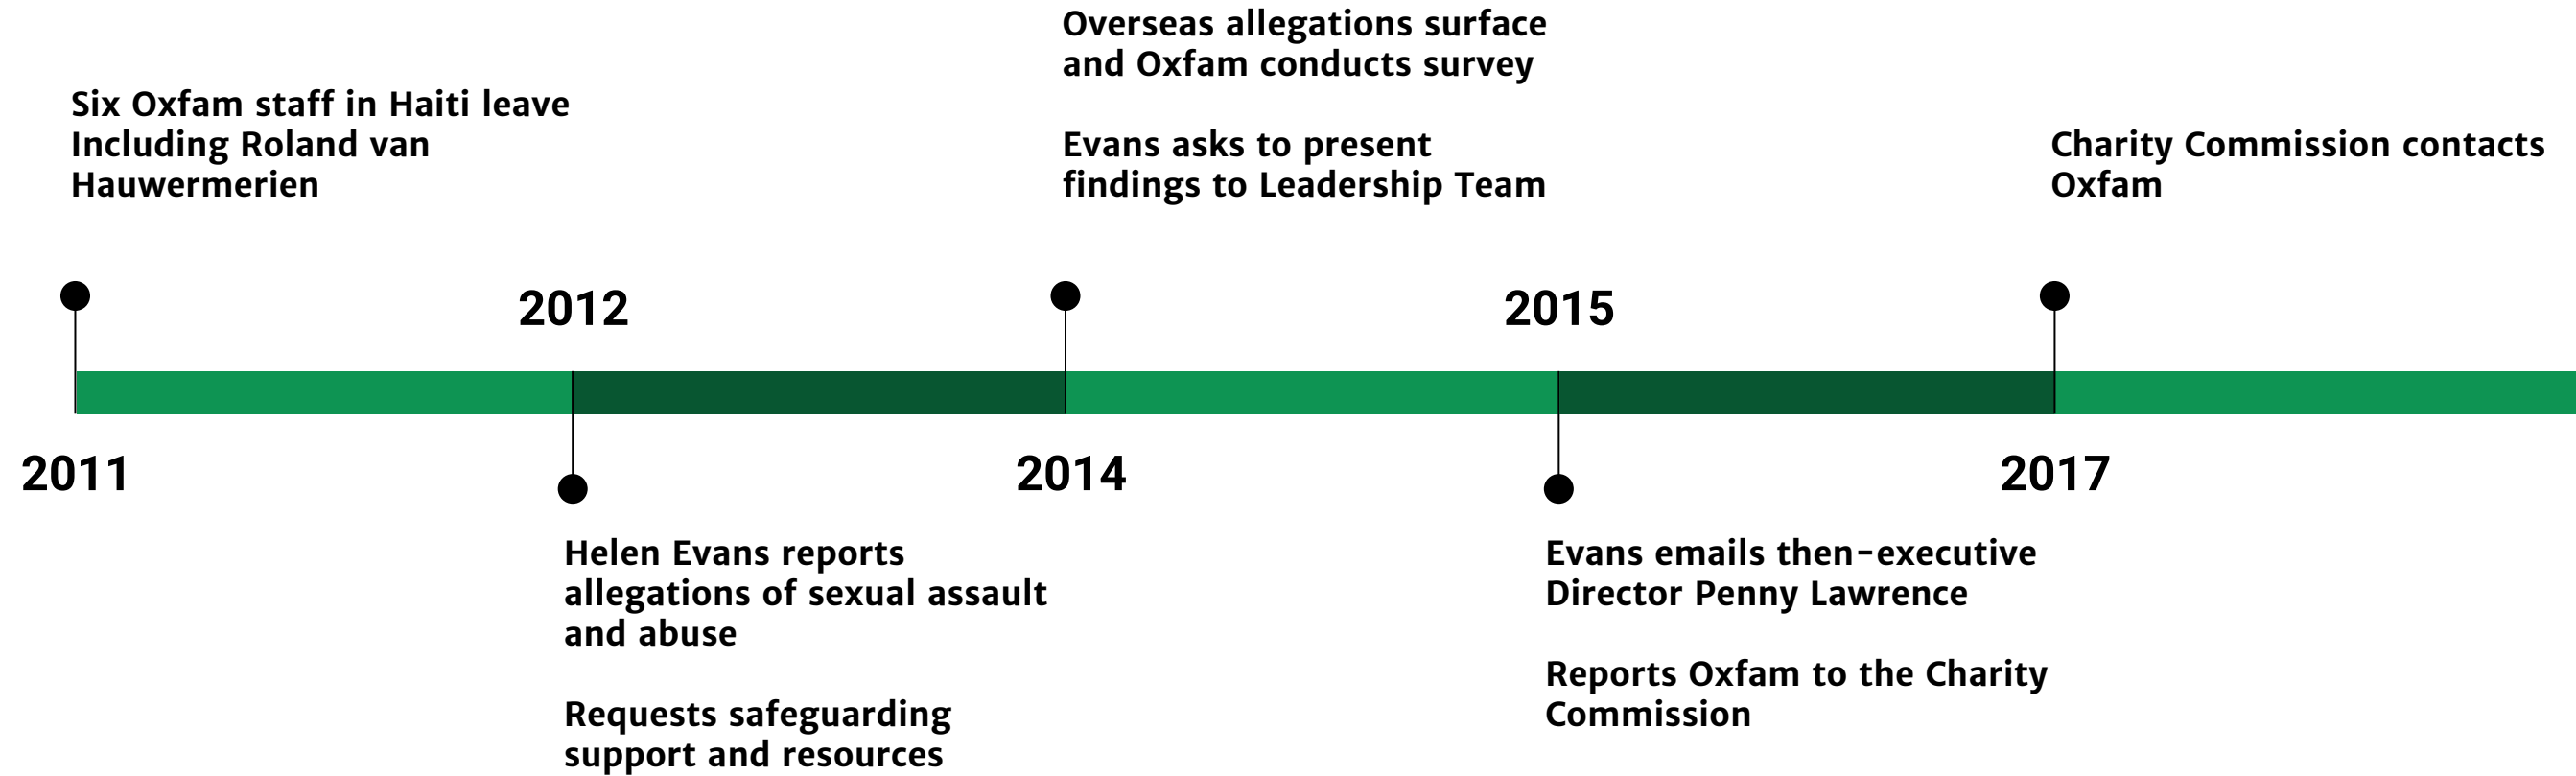 Six Oxfam staff in Haiti leave
Including Roland van
Hauwermerien
2011
2012
Helen Evans reports
allegations of sexual assault
and abuse
Requests safeguarding
support and resources
Overseas allegations surface
and Oxfam conducts survey
Evans asks to present
findings to Leadership Team
2014
2015
Evans emails then-executive
Director Penny Lawrence
Reports Oxfam to the Charity
Commission
Charity Commission contacts
Oxfam
2017